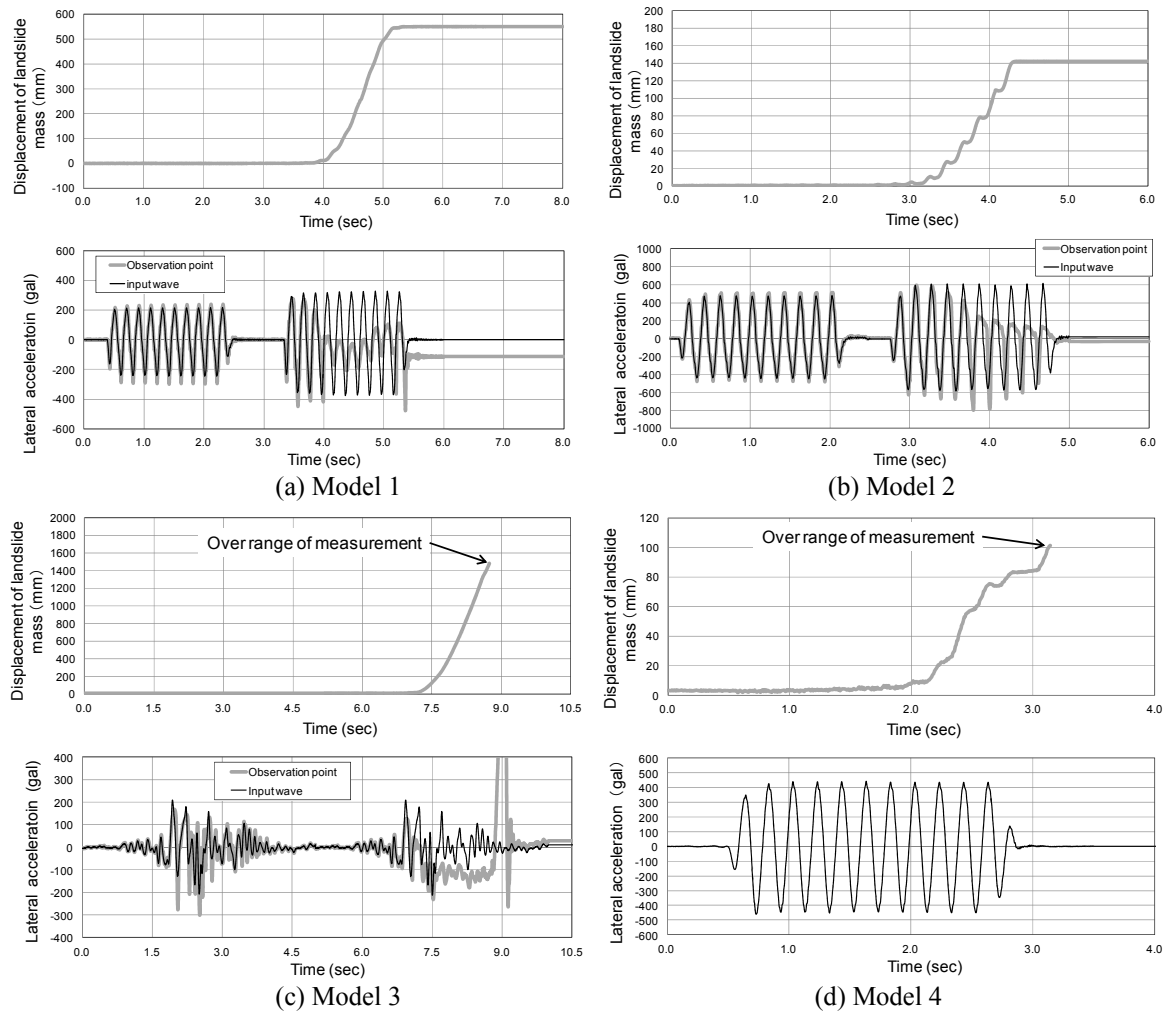 Displacement of landslide
mass (mm)
600
500
400
300
200
100
0
-100
0.0 1.0 2.0 3.0 4.0 5.0 6.0 7.0 8.0
Time (sec)
Lateral acceleratoin (gal)
600
400
200
0
-200
-400
-600
Observation point
input wave
0.0 1.0 2.0 3.0 4.0 5.0 6.0 7.0 8.0
Time (sec)
(a) Model 1
Displacement of landslide
mass (mm)
200
180
160
140
120
100
80
60
40
20
0
0.0 1.0 2.0 3.0 4.0 5.0 6.0
Time (sec)
Lateral acceleratoin (gal)
1000
800
600
400
200
0
-200
-400
-600
-800
-1000
Observation point
Input wave
0.0 1.0 2.0 3.0 4.0 5.0 6.0
Time (sec)
(b) Model 2
Displacement of landslide
mass (mm)
2000
1800
1600
1400
1200
1000
800
600
400
200
0
Over range of measurement
0.0 1.5 3.0 4.5 6.0 7.5 9.0 10.5
Time (sec)
Lateral acceleratoin (gal)
400
300
200
100
0
-100
-200
-300
-400
Observation point
Input wave
0.0 1.5 3.0 4.5 6.0 7.5 9.0 10.5
Time (sec)
(c) Model 3
Displacement of landslide
mass (mm)
120
100
80
60
40
20
0
Over range of measurement
0.0 1.0 2.0 3.0 4.0
Time (sec)
Lateral acceleration (gal)
600
500
400
300
200
100
0
-100
-200
-300
-400
-500
-600
0.0 1.0 2.0 3.0 4.0
Time (sec)
(d) Model 4